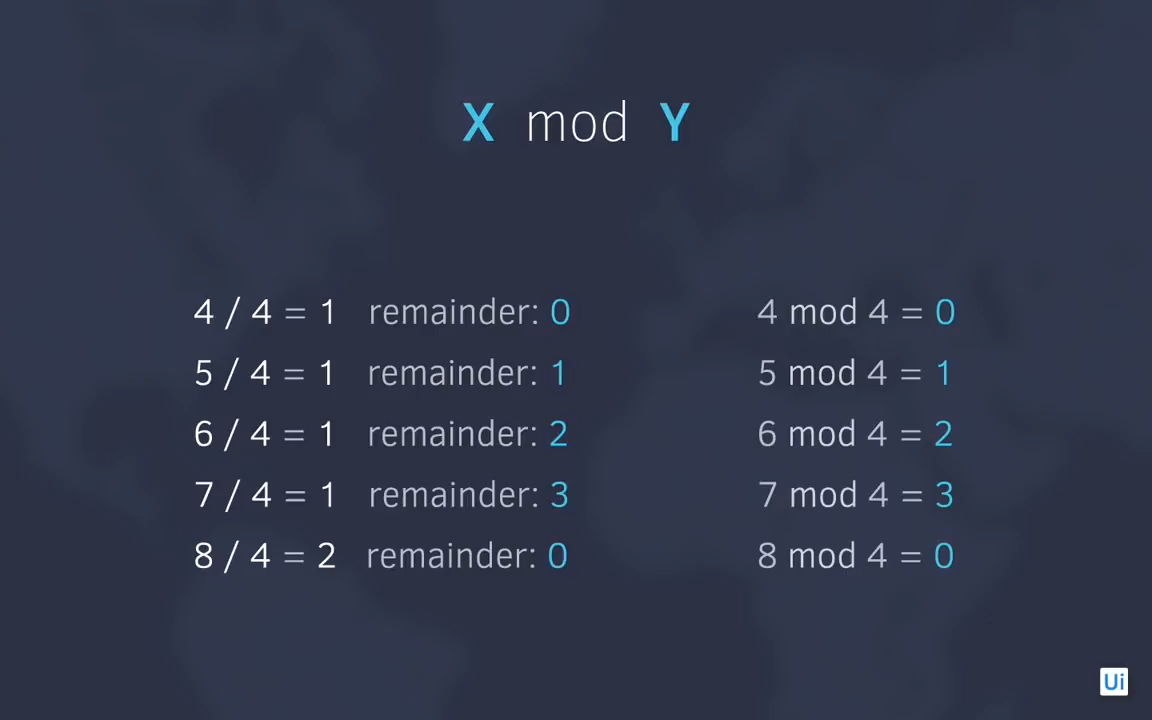 X mod Y
4 / 4 = 1 remainder: 0 4 mod 4 = 0
5 / 4 = 1 remainder: 1 5 mod 4 = 1
6 / 4 = 1 remainder: 2 6 mod 4 = 2
7 / 4 = 1 remainder: 3 7 mod 4 = 3
8 / 4 = 2 remainder: 0 8 mod 4 = 0
Ui